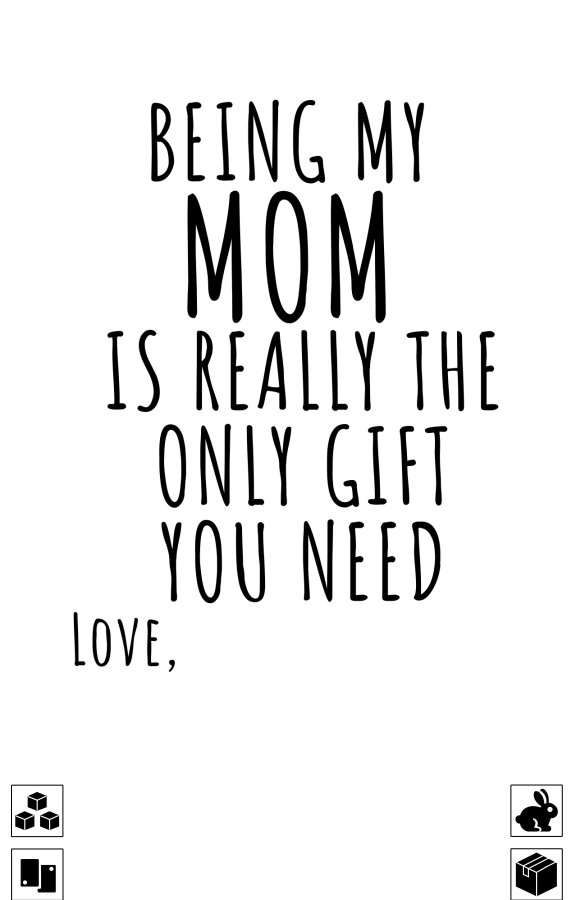 BEING MY
MOM
IS REALLY THE
ONLY GIFT
YOU NEED
LOVE,